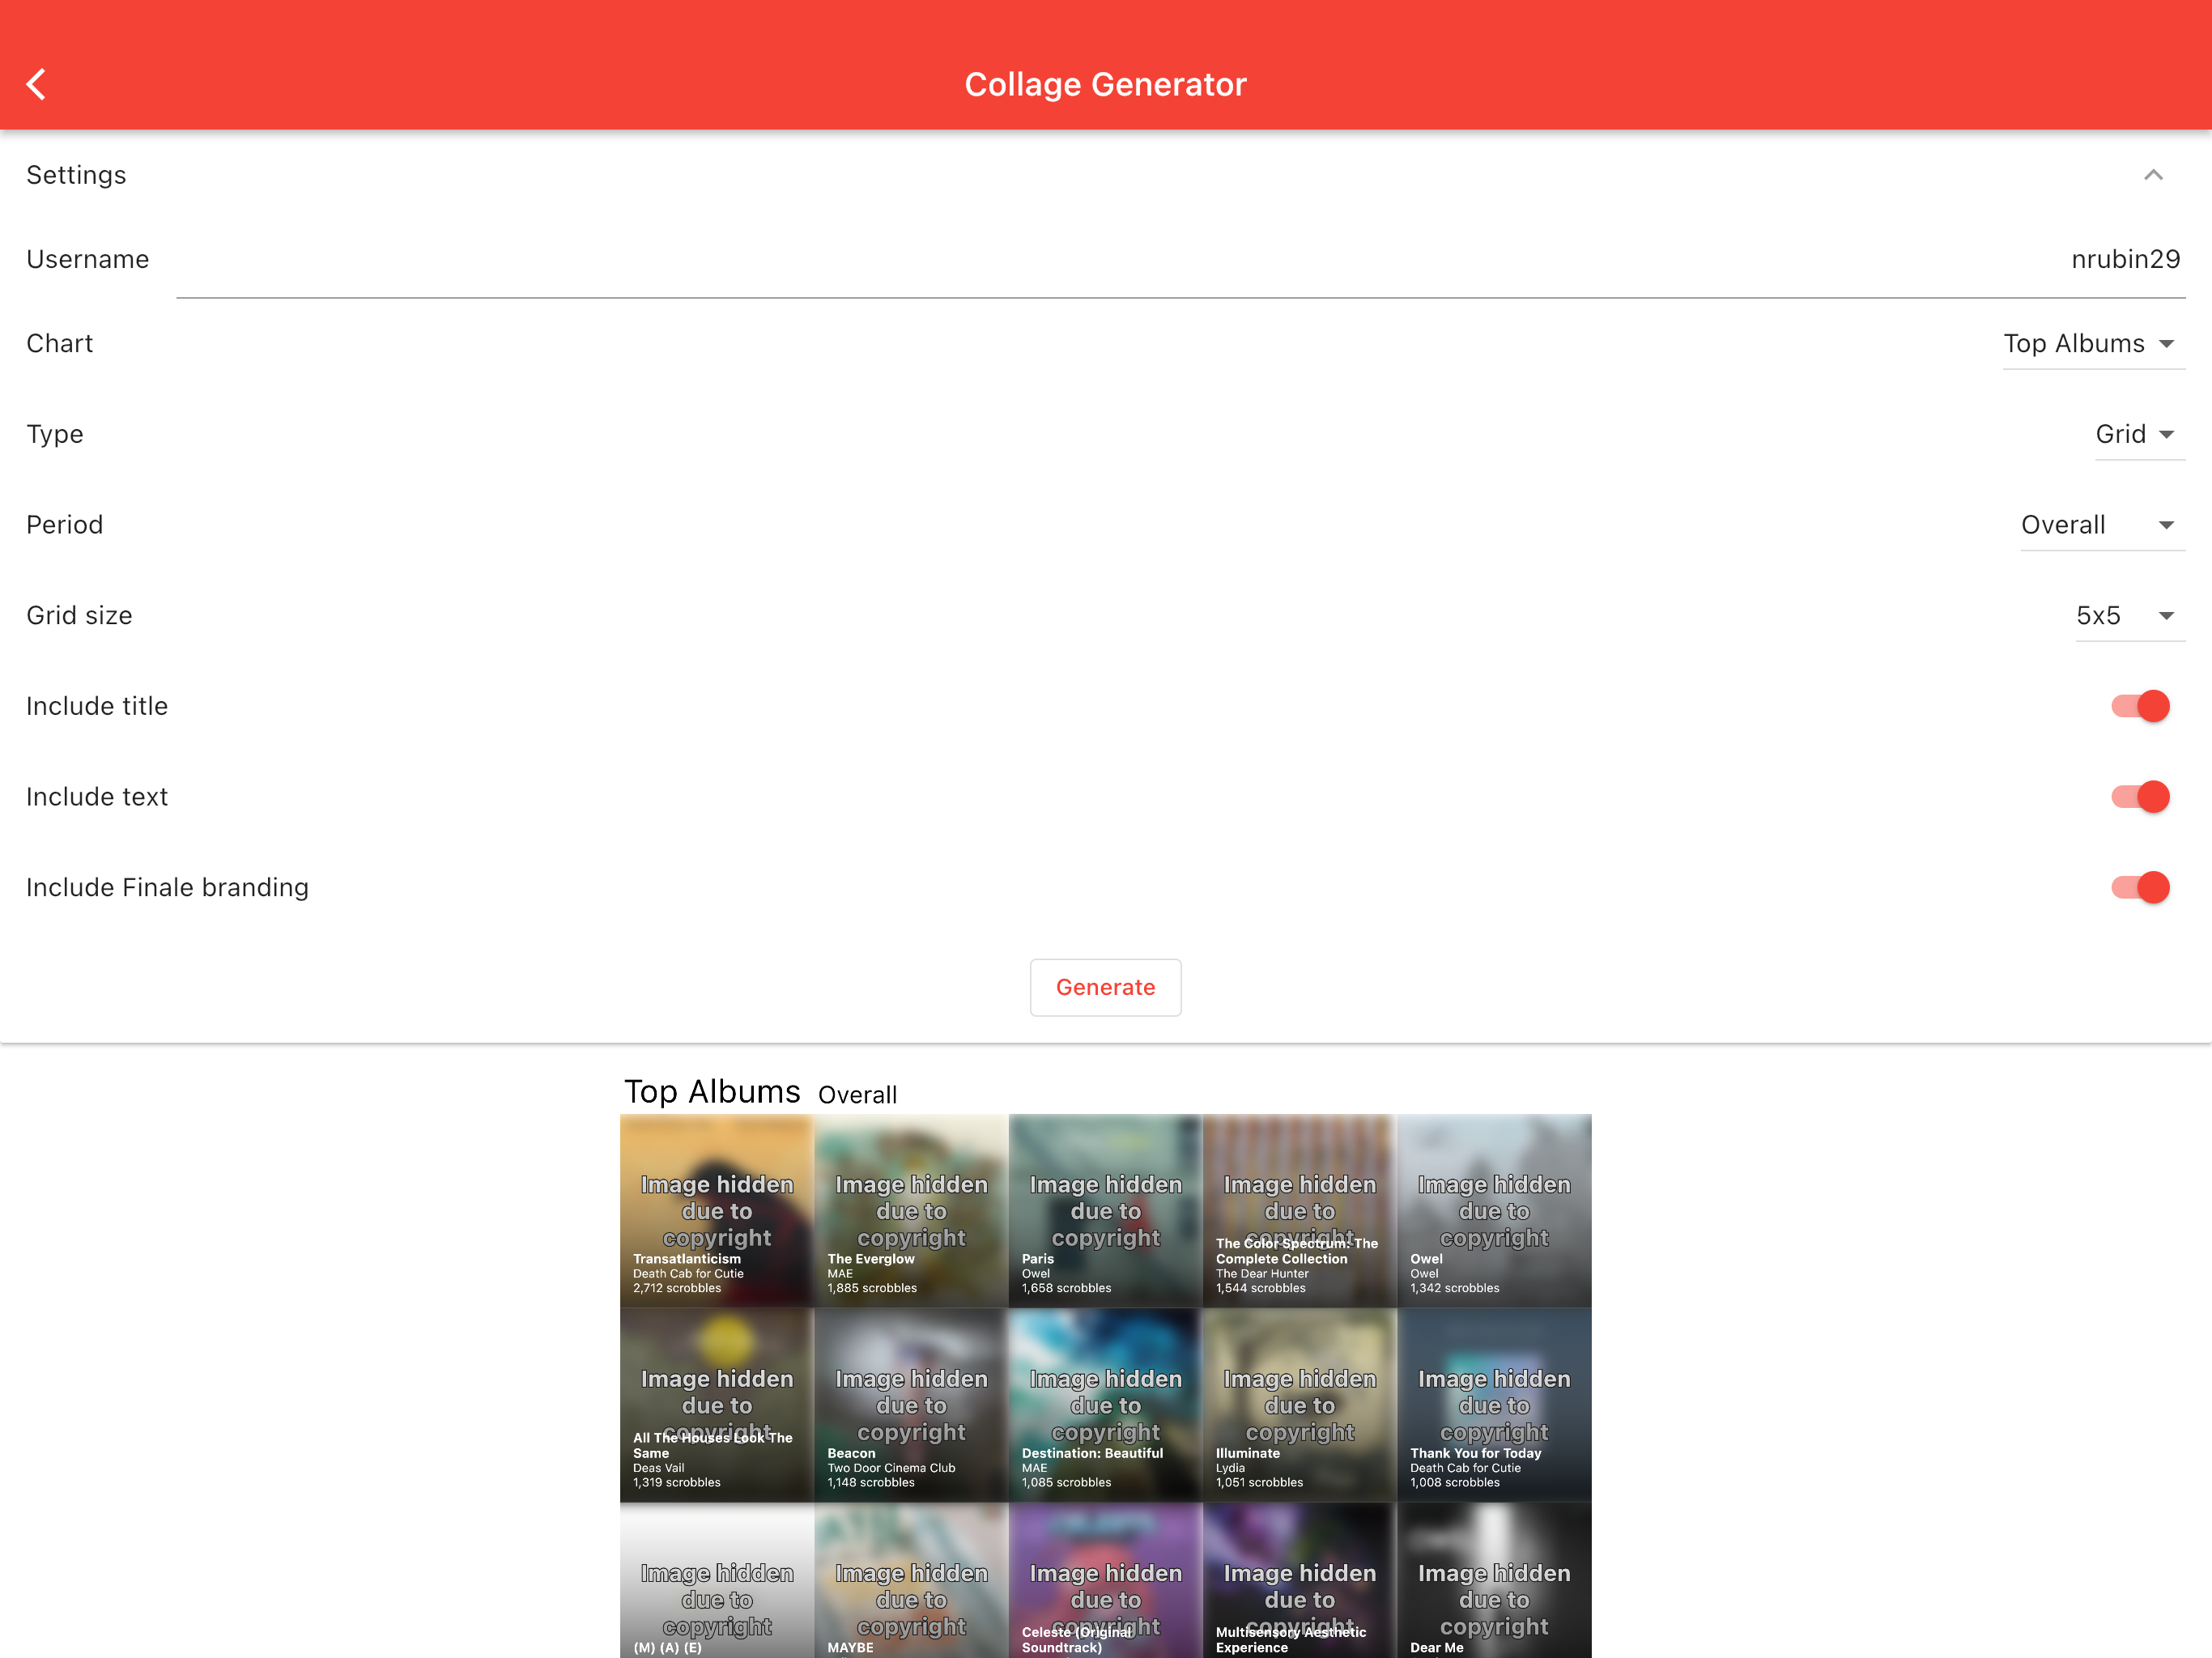 Collage Generator
Settings
Username nrubin29
Chart Top Albums
Type Grid
Period Overall
Grid size 5x5
Include title
Include text
Include Finale branding
Generate
Top Albums Overall
Image hidden due to copyright
Transatlanticism
Death Cab for Cutie
2,712 scrobbles
Image hidden due to copyright
The Everglow
MAE
1,885 scrobbles
Image hidden due to copyright
Paris
Owel
1,658 scrobbles
Image hidden due to copyright
The Color Spectrum: The
Complete Collection
The Dear Hunter
1,544 scrobbles
Image hidden due to copyright
Owel
Owel
1,342 scrobbles
Image hidden due to copyright
All The Houses Look The
Same
Deas Vail
1,319 scrobbles
Image hidden due to copyright
Beacon
Two Door Cinema Club
1,148 scrobbles
Image hidden due to copyright
Destination: Beautiful
MAE
1,085 scrobbles
Image hidden due to copyright
Illuminate
Lydia
1,051 scrobbles
Image hidden due to copyright
Thank You for Today
Death Cab for Cutie
1,008 scrobbles
Image hidden due to copyright
(M) (A) (E)
Image hidden due to copyright
MAYBE
Image hidden due to copyright
Celeste (Original
Soundtrack)
Image hidden due to copyright
Multisensory Aesthetic
Experience
Image hidden due to copyright
Dear Me